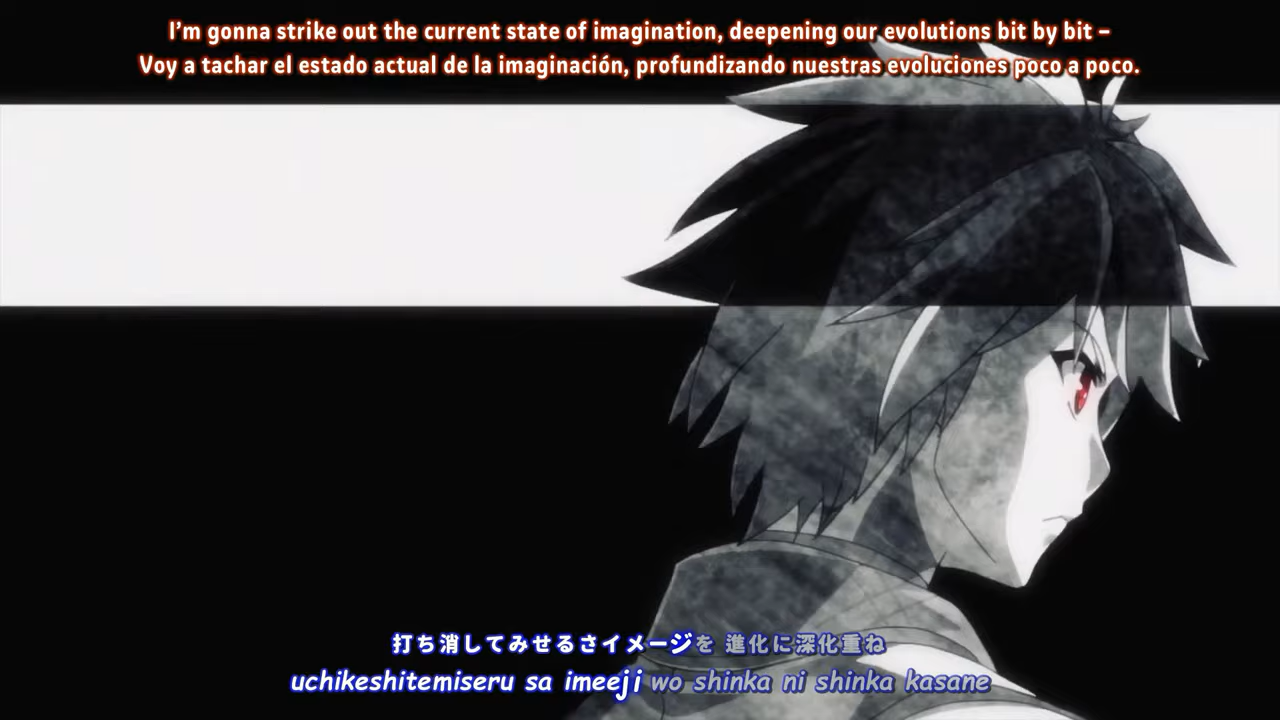 I'm gonna strike out the current state of imagination, deepening our evolutions bit by bit –
Voy a tachar el estado actual de la imaginación, profundizando nuestras evoluciones poco a poco.
打ち消してみせるさイメージを 進化に深化重ね
uchikeshitemiseru sa imeeji wo shinka ni shinka kasane